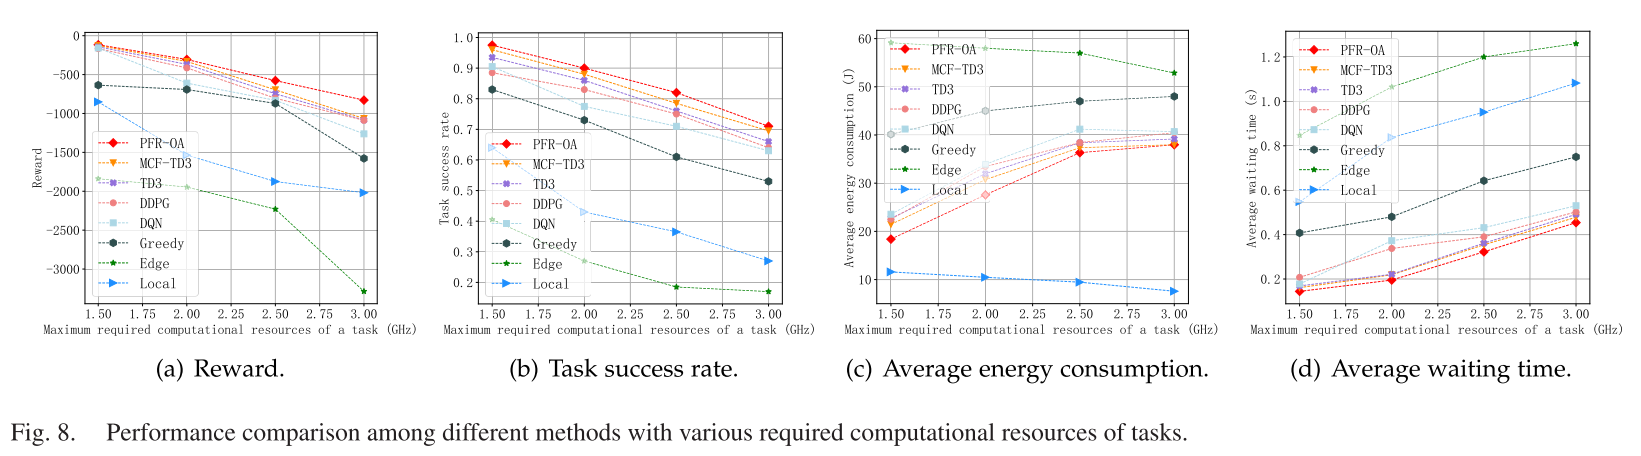 Reward
0
−500
−1000
−1500
−2000
−2500
−3000
PFR-OA
MCF-TD3
TD3
DDPG
DQN
Greedy
Edge
Local
1.50 1.75 2.00 2.25 2.50 2.75 3.00
Maximum required computational resources of a task (GHz)
(a) Reward.
Task success rate
1.0
0.9
0.8
0.7
0.6
0.5
0.4
0.3
0.2
PFR-OA
MCF-TD3
TD3
DDPG
DQN
Greedy
Edge
Local
1.50 1.75 2.00 2.25 2.50 2.75 3.00
Maximum required computational resources of a task (GHz)
(b) Task success rate.
Average energy consumption (J)
60
50
40
30
20
10
PFR-OA
MCF-TD3
TD3
DDPG
DQN
Greedy
Edge
Local
1.50 1.75 2.00 2.25 2.50 2.75 3.00
Maximum required computational resources of a task (GHz)
(c) Average energy consumption.
Average waiting time (s)
1.2
1.0
0.8
0.6
0.4
0.2
PFR-OA
MCF-TD3
TD3
DDPG
DQN
Greedy
Edge
Local
1.50 1.75 2.00 2.25 2.50 2.75 3.00
Maximum required computational resources of a task (GHz)
(d) Average waiting time.
Fig. 8. Performance comparison among different methods with various required computational resources of tasks.